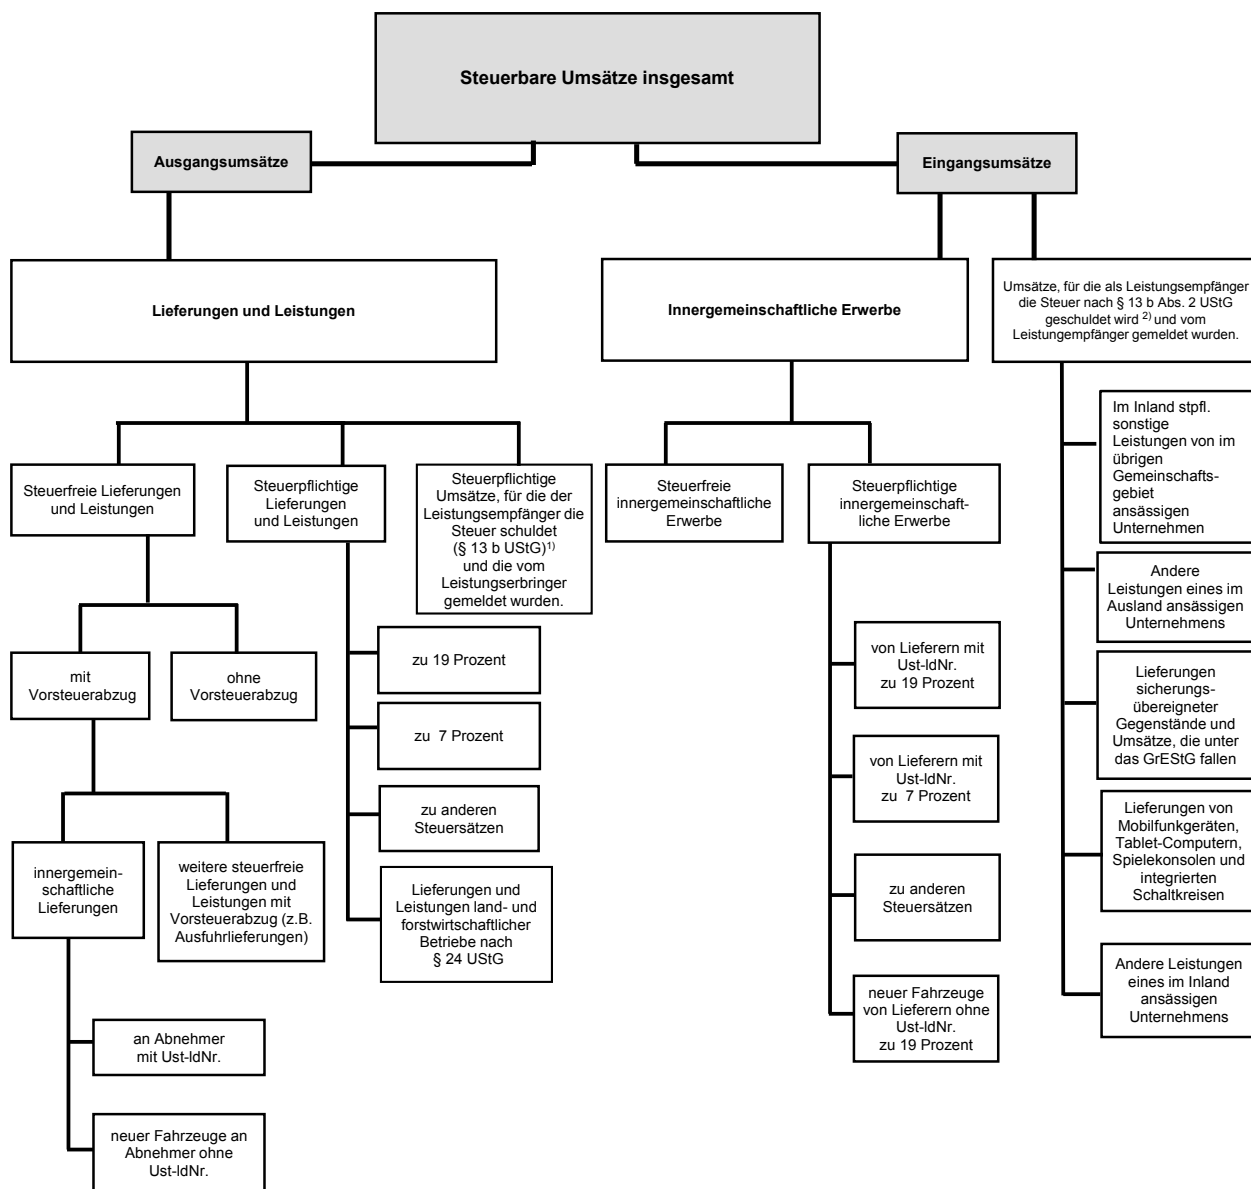 Steuerbare Umsätze insgesamt
Ausgangsumsätze
Eingangsumsätze
Lieferungen und Leistungen
Innergemeinschaftliche Erwerbe
Umsätze, für die als Leistungsempfänger
die Steuer nach § 13 b Abs. 2 UStG
geschuldet wird 2) und vom
Leistungempfänger gemeldet wurden.
Steuerfreie Lieferungen
und Leistungen
Steuerpflichtige
Lieferungen
und Leistungen
Steuerpflichtige
Umsätze, für die der
Leistungsempfänger die
Steuer schuldet
(§ 13 b UStG)1)
und die vom
Leistungserbringer
gemeldet wurden.
Steuerfreie
innergemeinschaftliche
Erwerbe
Steuerpflichtige
innergemeinschaft-
liche Erwerbe
Im Inland stpfl.
sonstige
Leistungen von im
übrigen
Gemeinschafts-
gebiet
ansässigen
Unternehmen
Andere
Leistungen eines im
Ausland ansässigen
Unternehmens
mit
Vorsteuerabzug
ohne
Vorsteuerabzug
zu 19 Prozent
von Lieferern mit
Ust-IdNr.
zu 19 Prozent
Lieferungen
sicherungs-
übereigneter
Gegenstände und
Umsätze, die unter
das GrEStG fallen
zu 7 Prozent
von Lieferern mit
Ust-IdNr.
zu 7 Prozent
zu anderen
Steuersätzen
Lieferungen von
Mobilfunkgeräten,
Tablet-Computern,
Spielekonsolen und
integrierten
Schaltkreisen
innergemein-
schaftliche
Lieferungen
weitere steuerfreie
Lieferungen und
Leistungen mit
Vorsteuerabzug (z.B.
Ausfuhrlieferungen)
Lieferungen und
Leistungen land- und
forstwirtschaftlicher
Betriebe nach
§ 24 UStG
zu anderen
Steuersätzen
Andere Leistungen
eines im Inland
ansässigen
Unternehmens
neuer Fahrzeuge
von Lieferern ohne
Ust-IdNr.
zu 19 Prozent
an Abnehmer
mit Ust-IdNr.
neuer Fahrzeuge an
Abnehmer ohne
Ust-IdNr.